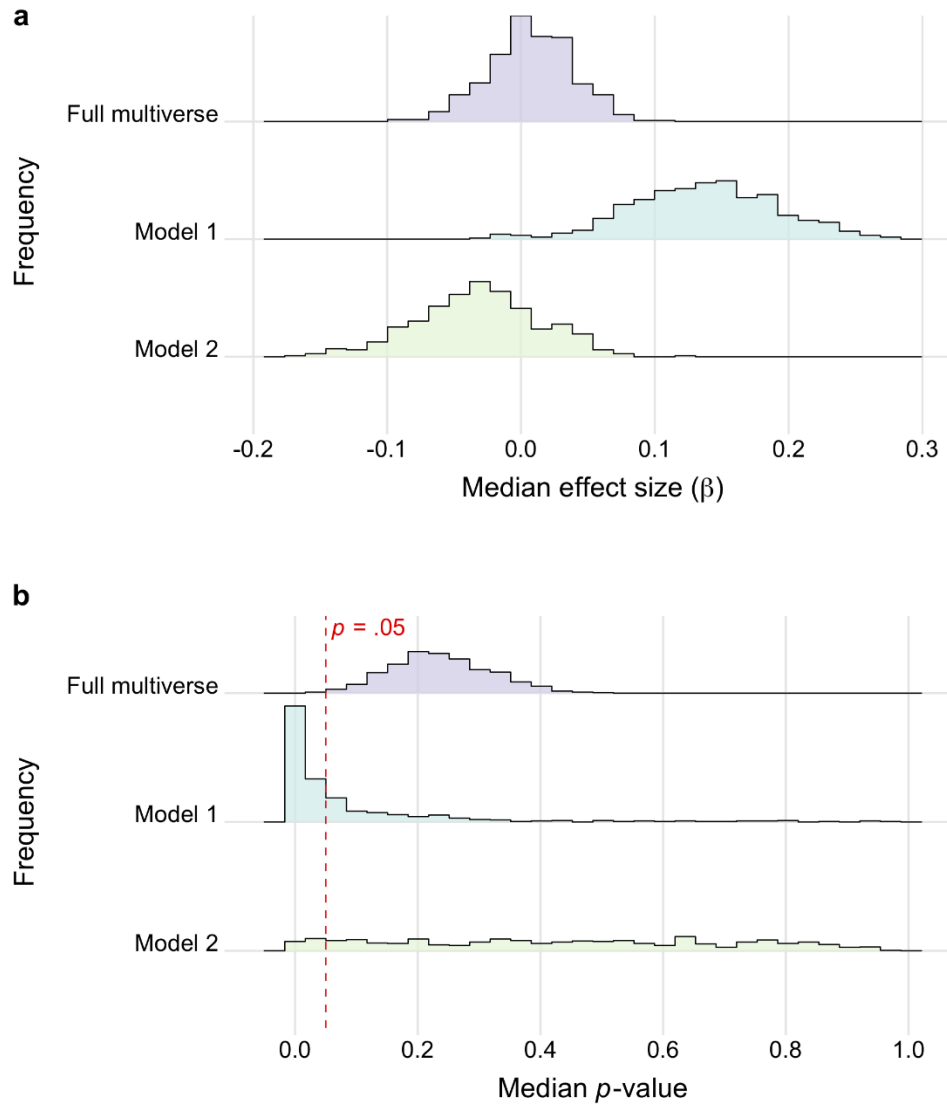 a
Full multiverse
Model 1
Model 2
Frequency
-0.2 -0.1 0.0 0.1 0.2 0.3
Median effect size (β)
b
p = .05
Full multiverse
Model 1
Model 2
Frequency
0.0 0.2 0.4 0.6 0.8 1.0
Median p-value